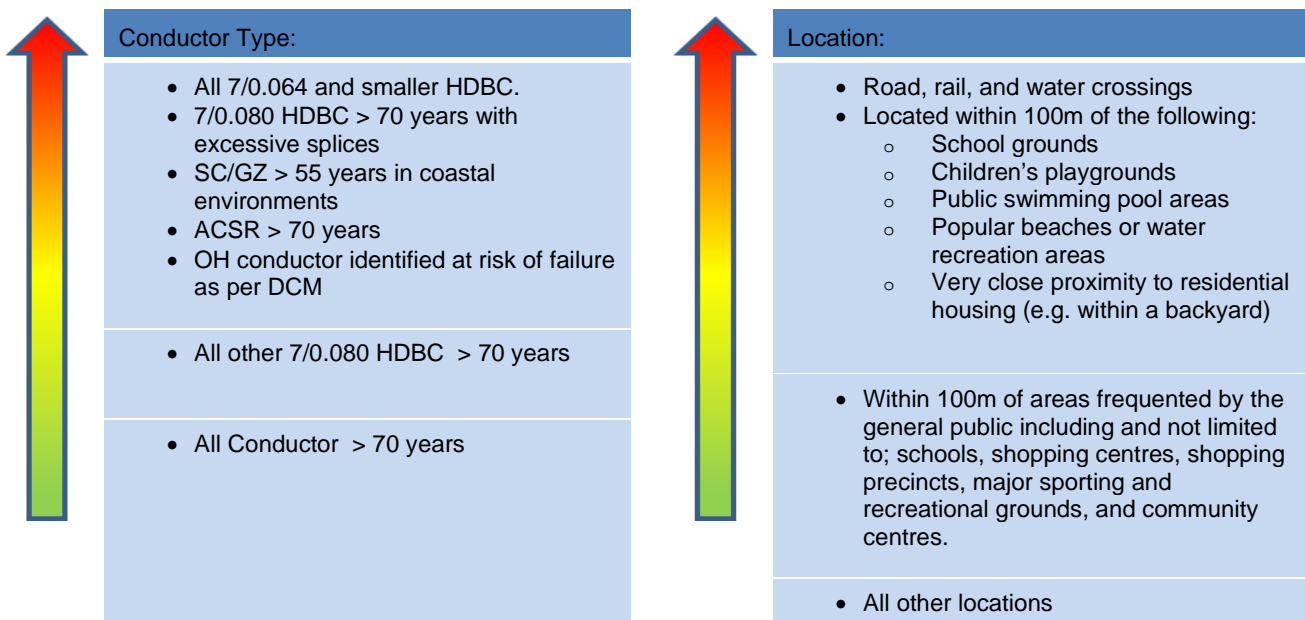 Conductor Type:
• All 7/0.064 and smaller HDBC.
• 7/0.080 HDBC > 70 years with
excessive splices
• SC/GZ > 55 years in coastal
environments
• ACSR > 70 years
• OH conductor identified at risk of failure
as per DCM
• All other 7/0.080 HDBC > 70 years
• All Conductor > 70 years
Location:
• Road, rail, and water crossings
• Located within 100m of the following:
o School grounds
o Children’s playgrounds
o Public swimming pool areas
o Popular beaches or water
recreation areas
o Very close proximity to residential
housing (e.g. within a backyard)
• Within 100m of areas frequented by the
general public including and not limited
to; schools, shopping centres, shopping
precincts, major sporting and
recreational grounds, and community
centres.
• All other locations